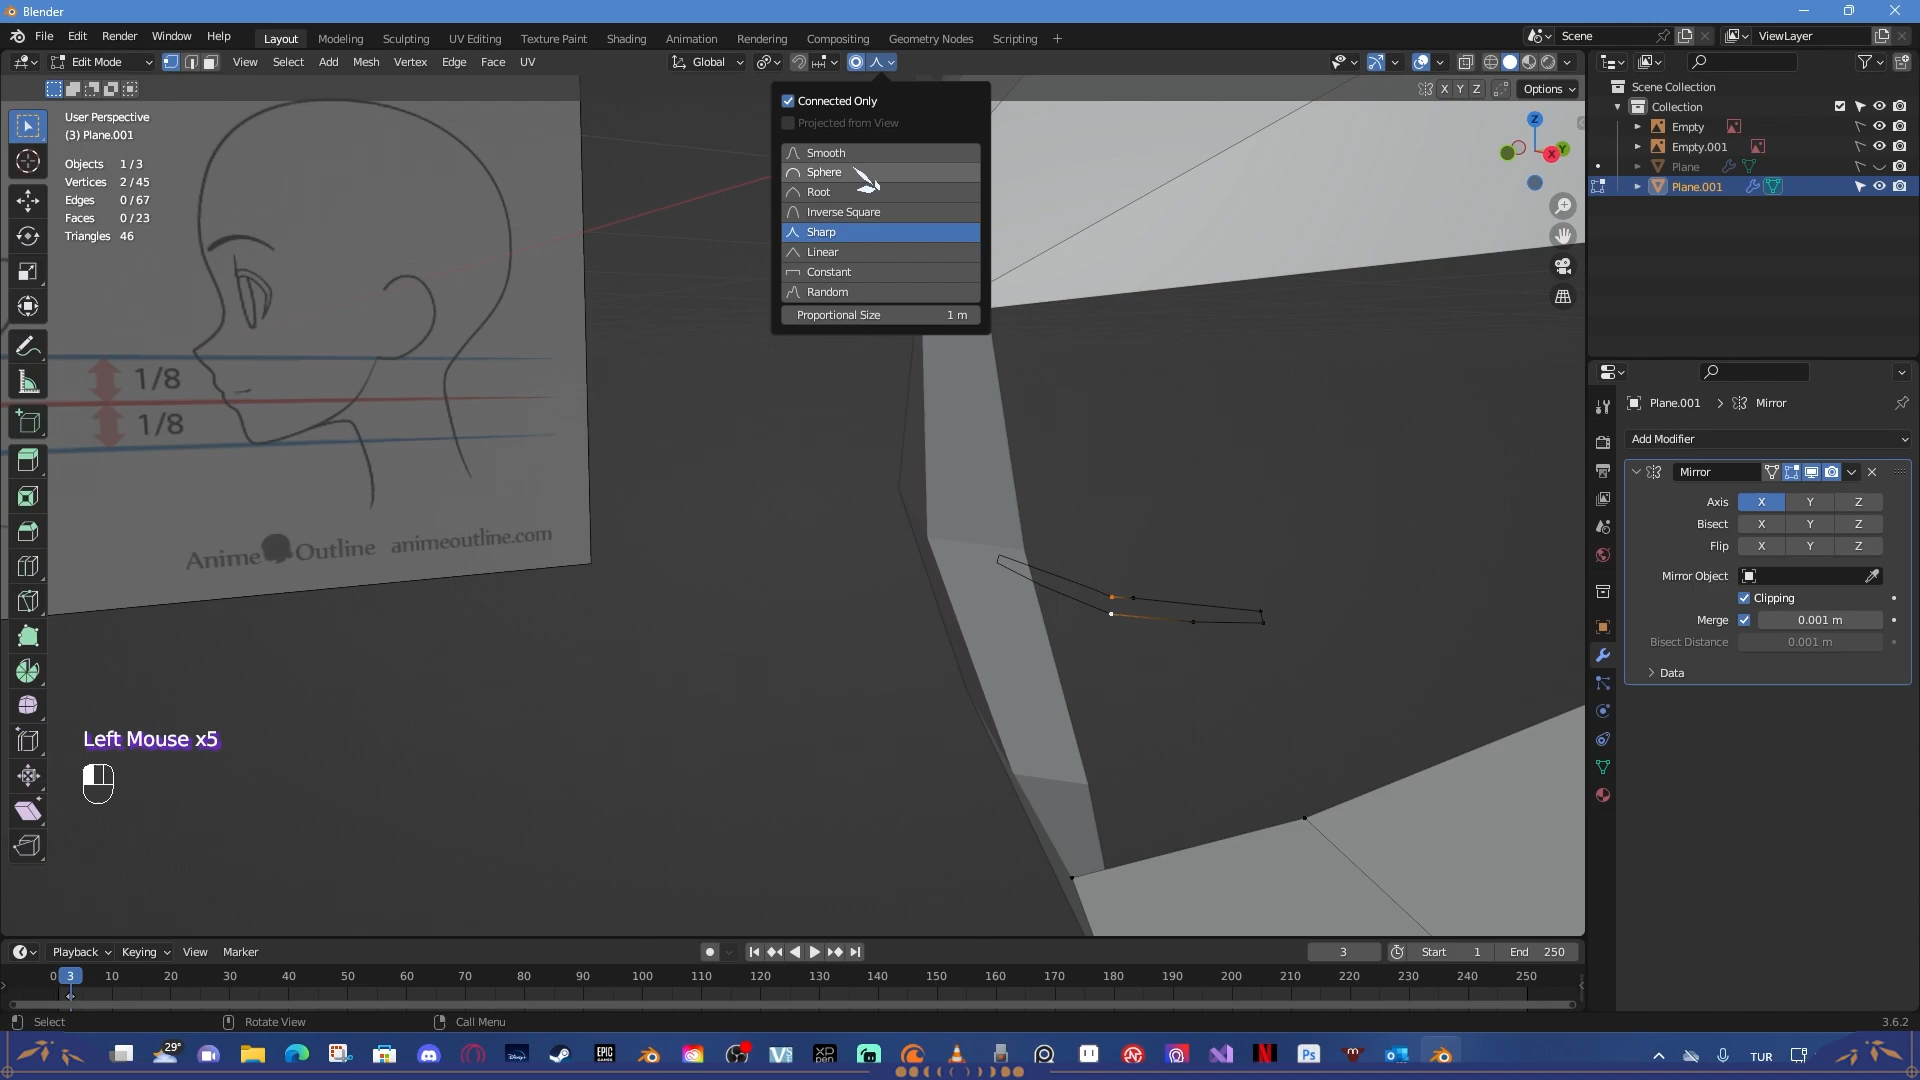 Blender
File Edit Render Window Help
Layout Modeling Sculpting UV Editing Texture Paint Shading Animation Rendering Compositing Geometry Nodes Scripting +
Scene
ViewLayer
Edit Mode View Select Add Mesh Vertex Edge Face UV
Global
X Y Z Options
User Perspective
(3) Plane.001
Objects 1/3
Vertices 2/45
Edges 0/67
Faces 0/23
Triangles 46
Connected Only
Projected from View
Smooth
Sphere
Root
Inverse Square
Sharp
Linear
Constant
Random
Proportional Size 1 m
Z
Y
X
1/8
1/8
Anime Outline animeoutline.com
Left Mouse x5
Scene Collection
Collection
Empty
Empty.001
Plane
Plane.001
Plane.001 > Mirror
Add Modifier
Mirror
Axis X Y Z
Bisect X Y Z
Flip X Y Z
Mirror Object
Clipping
Merge 0.001 m
Bisect Distance 0.001 m
Data
Playback Keying View Marker
3 Start 1 End 250
0 3 10 20 30 40 50 60 70 80 90 100 110 120 130 140 150 160 170 180 190 200 210 220 230 240 250
Select Rotate View Call Menu
3.6.2
29°
Disney+
EPIC GAMES
XPPEN
Ps
TUR